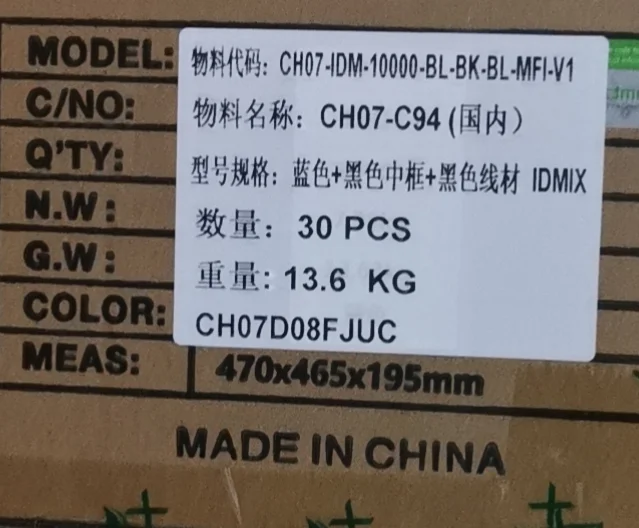 MODEL: 物料代码: CH07-IDM-10000-BL-BK-BL-MFI-V1
C/NO: 物料名称: CH07-C94 (国内)
Q'TY: 型号规格: 蓝色+黑色中框+黑色线材 IDMIX
N.W: 数量: 30 PCS
G.W: 重量: 13.6 KG
COLOR: CH07D08FJUC
MEAS: 470x465x195mm
MADE IN CHINA